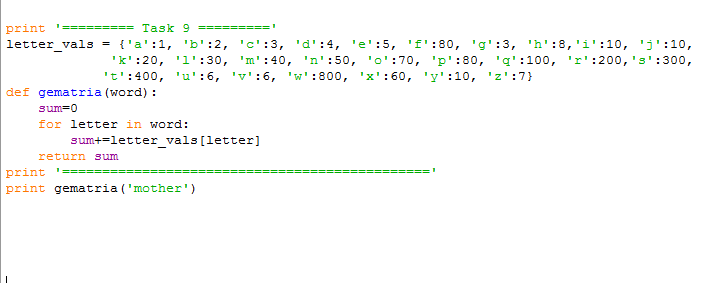 print '========= Task 9 ========='
letter_vals = {'a':1, 'b':2, 'c':3, 'd':4, 'e':5, 'f':80, 'g':3, 'h':8,'i':10, 'j':10,
'k':20, 'l':30, 'm':40, 'n':50, 'o':70, 'p':80, 'q':100, 'r':200,'s':300,
't':400, 'u':6, 'v':6, 'w':800, 'x':60, 'y':10, 'z':7}
def gematria(word):
sum=0
for letter in word:
sum+=letter_vals[letter]
return sum
print '=============================================='
print gematria('mother')